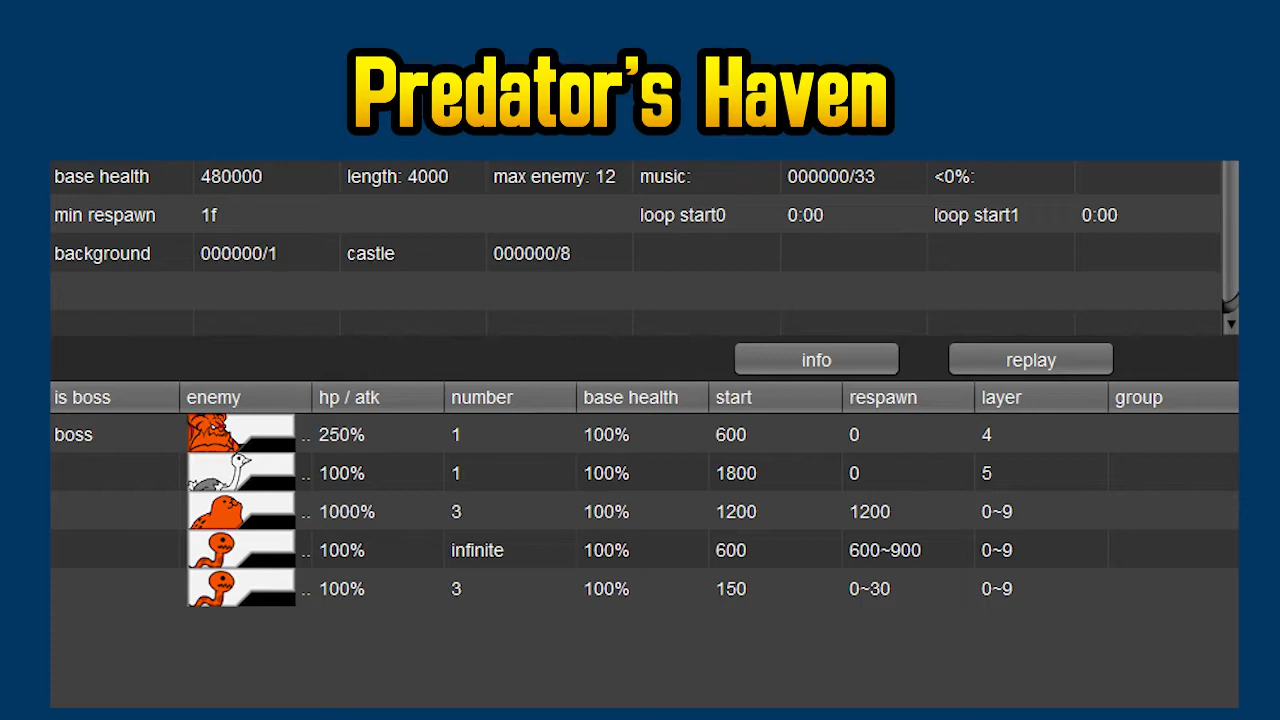 Predator's Haven
base health 480000 length: 4000 max enemy: 12 music: 000000/33 <0%:
min respawn 1f loop start0 0:00 loop start1 0:00
background 000000/1 castle 000000/8
info replay
is boss enemy hp / atk number base health start respawn layer group
boss .. 250% 1 100% 600 0 4
.. 100% 1 100% 1800 0 5
.. 1000% 3 100% 1200 1200 0~9
.. 100% infinite 100% 600 600~900 0~9
.. 100% 3 100% 150 0~30 0~9